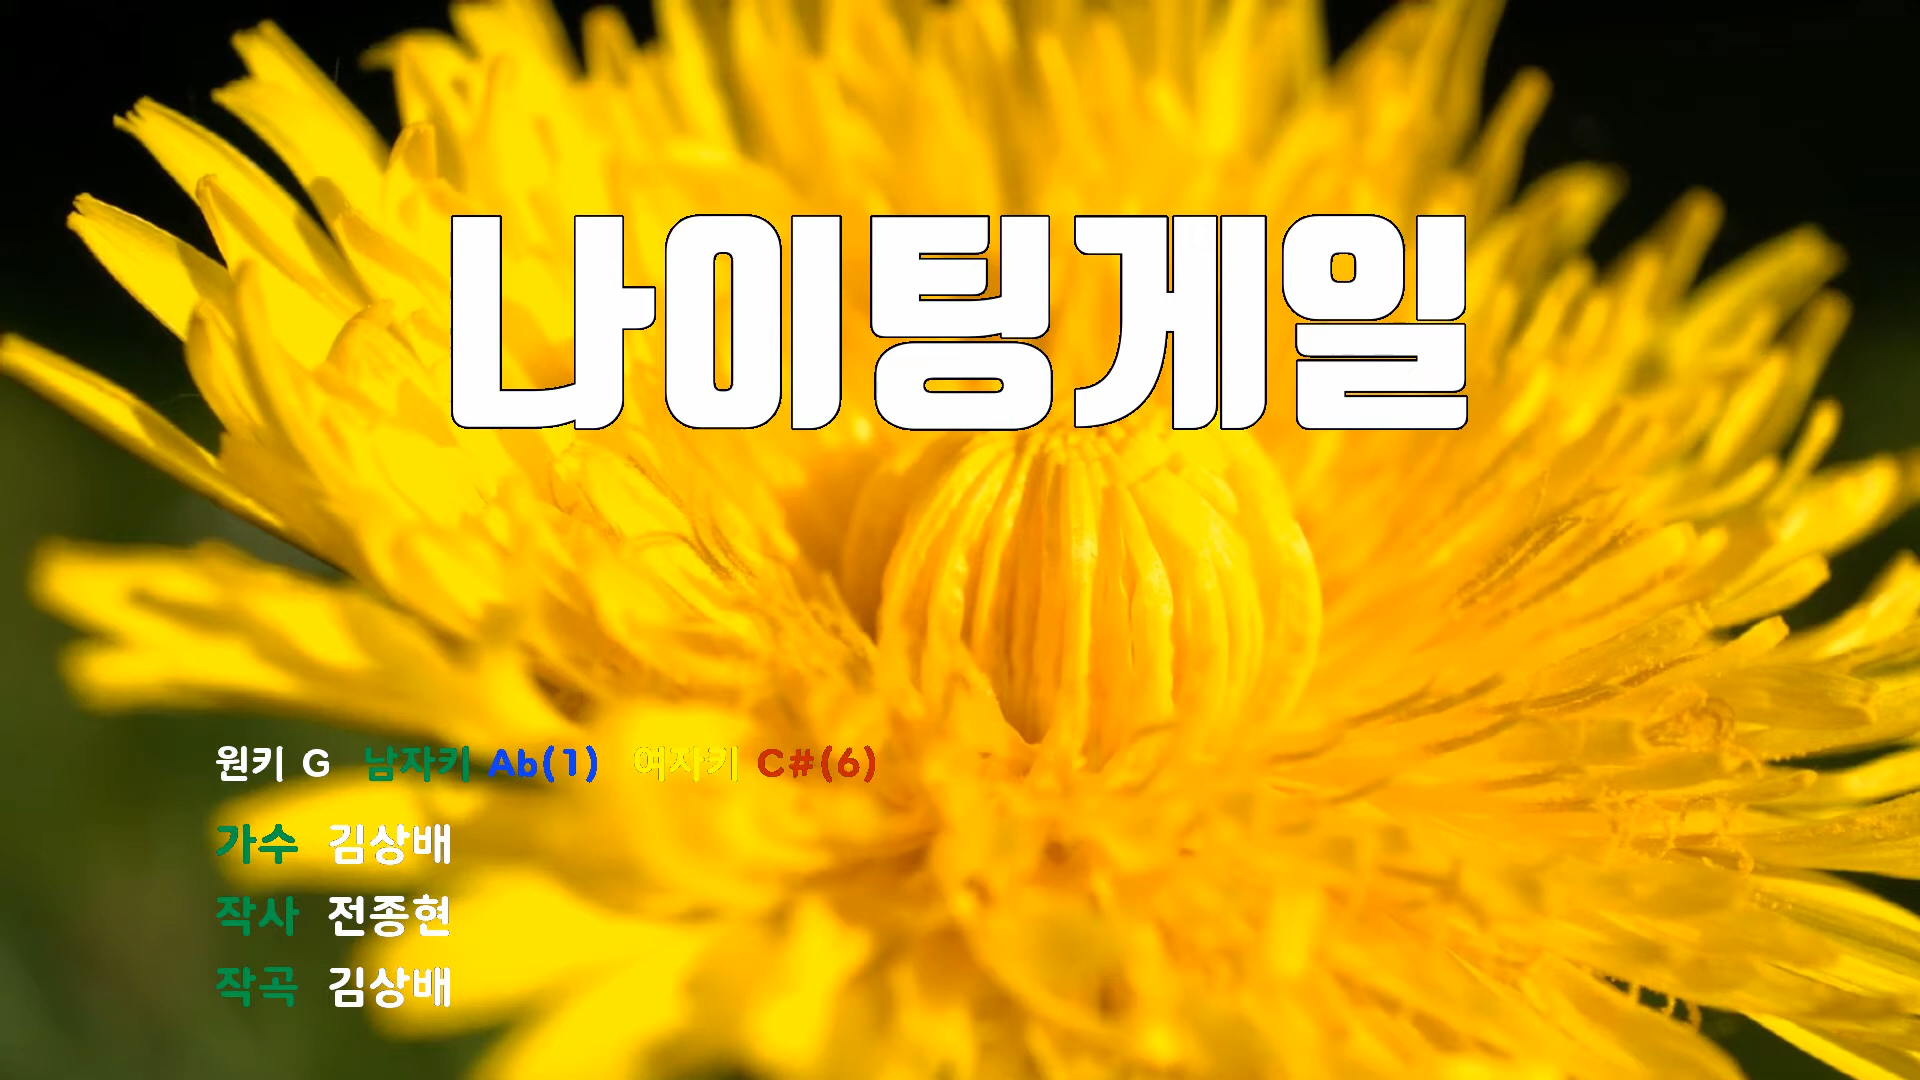 나이팅게일
원키 G 남자키 Ab(1) 여자키 C#(6)
가수 김상배
작사 전종현
작곡 김상배